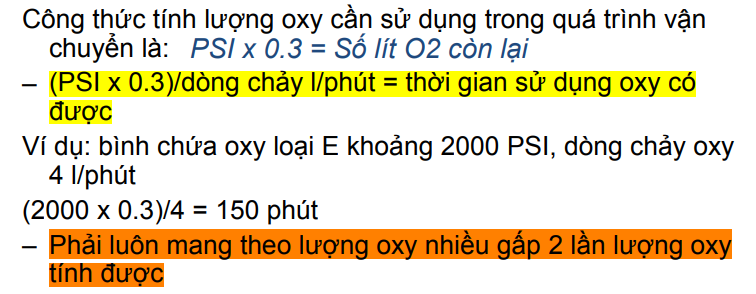 Công thức tính lượng oxy cần sử dụng trong quá trình vận
chuyển là: PSI x 0.3 = Số lít O2 còn lại
– (PSI x 0.3)/dòng chảy l/phút = thời gian sử dụng oxy có
được
Ví dụ: bình chứa oxy loại E khoảng 2000 PSI, dòng chảy oxy
4 l/phút
(2000 x 0.3)/4 = 150 phút
– Phải luôn mang theo lượng oxy nhiều gấp 2 lần lượng oxy
tính được